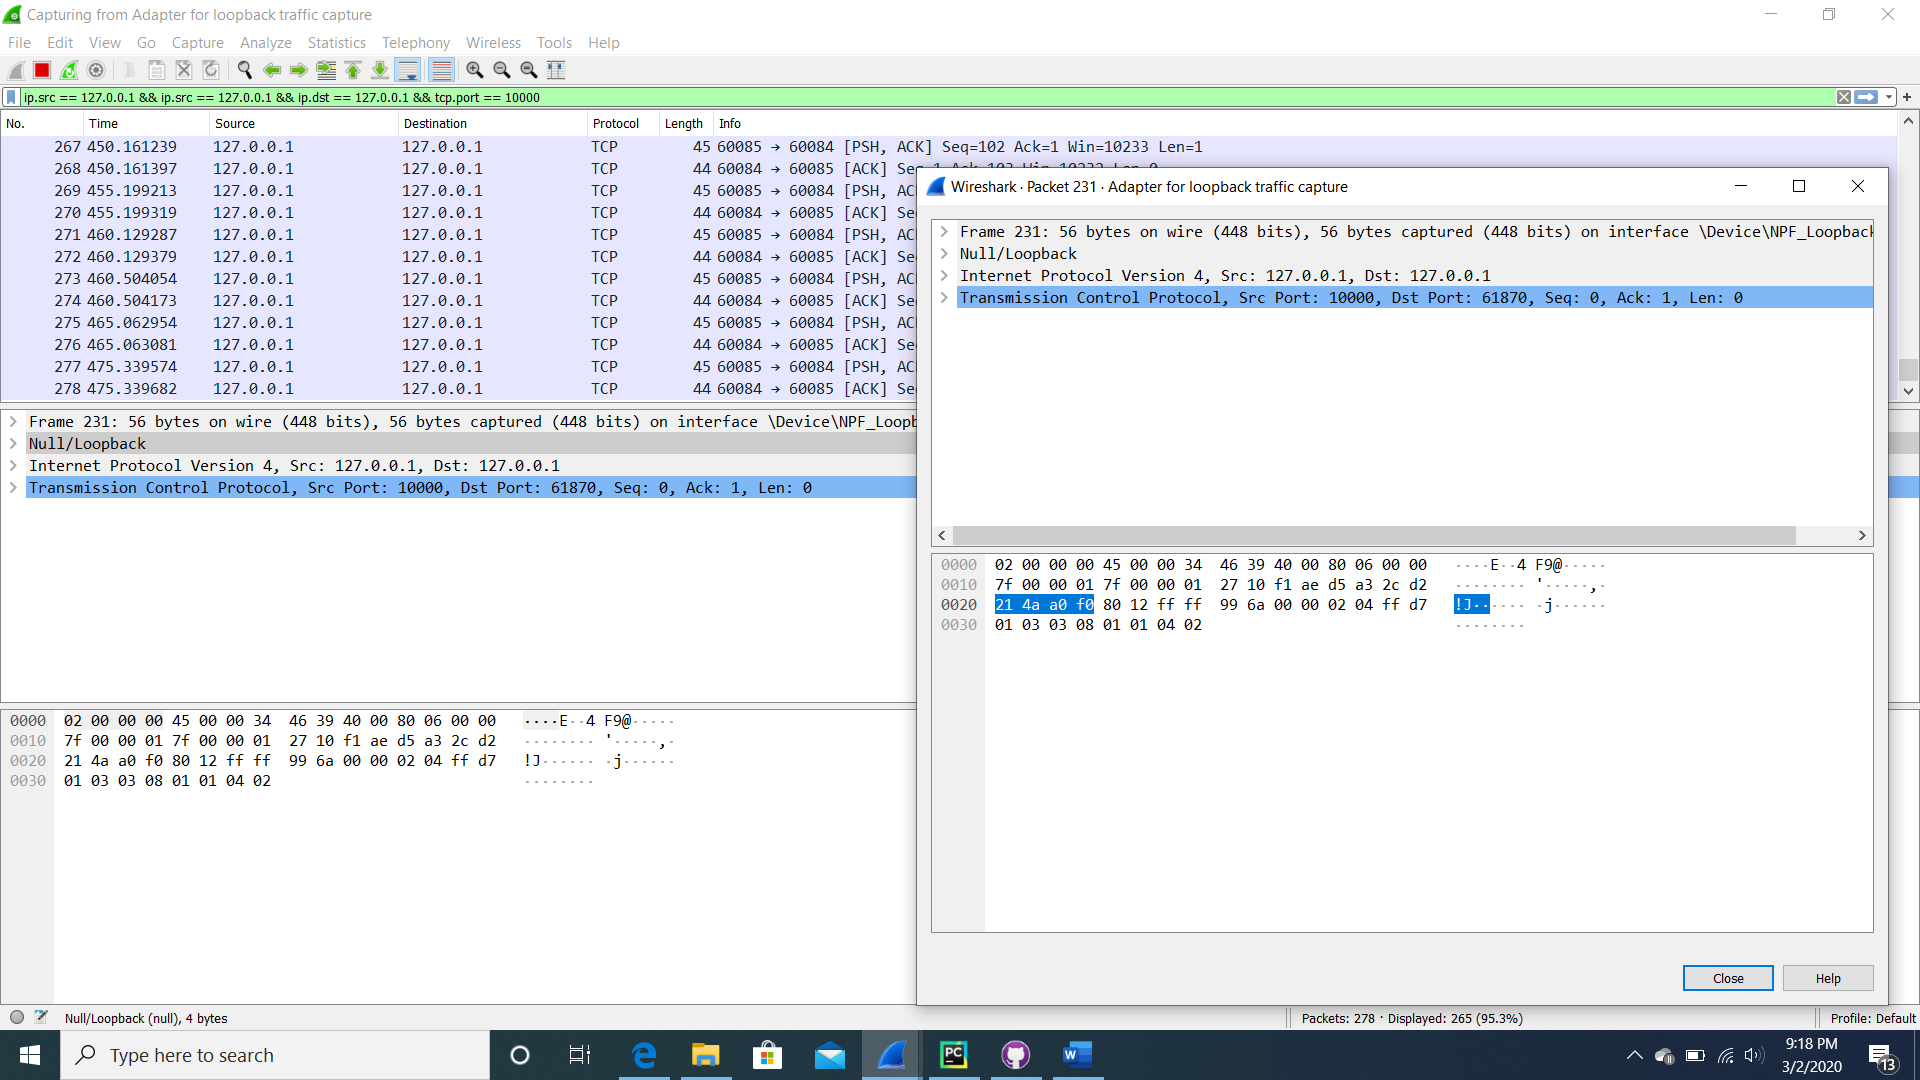 Capturing from Adapter for loopback traffic capture
File Edit View Go Capture Analyze Statistics Telephony Wireless Tools Help
ip.src == 127.0.0.1 && ip.src == 127.0.0.1 && ip.dst == 127.0.0.1 && tcp.port == 10000
No. Time Source Destination Protocol Length Info
267 450.161239 127.0.0.1 127.0.0.1 TCP 45 60085 → 60084 [PSH, ACK] Seq=102 Ack=1 Win=10233 Len=1
268 450.161397 127.0.0.1 127.0.0.1 TCP 44 60084 → 60085 [ACK] Seq=1 Ack=103 Win=10232 Len=0
269 455.199213 127.0.0.1 127.0.0.1 TCP 45 60085 → 60084 [PSH, AC
270 455.199319 127.0.0.1 127.0.0.1 TCP 44 60084 → 60085 [ACK] Se
271 460.129287 127.0.0.1 127.0.0.1 TCP 45 60085 → 60084 [PSH, AC
272 460.129379 127.0.0.1 127.0.0.1 TCP 44 60084 → 60085 [ACK] Se
273 460.504054 127.0.0.1 127.0.0.1 TCP 45 60085 → 60084 [PSH, AC
274 460.504173 127.0.0.1 127.0.0.1 TCP 44 60084 → 60085 [ACK] Se
275 465.062954 127.0.0.1 127.0.0.1 TCP 45 60085 → 60084 [PSH, AC
276 465.063081 127.0.0.1 127.0.0.1 TCP 44 60084 → 60085 [ACK] Se
277 475.339574 127.0.0.1 127.0.0.1 TCP 45 60085 → 60084 [PSH, AC
278 475.339682 127.0.0.1 127.0.0.1 TCP 44 60084 → 60085 [ACK] Se
Frame 231: 56 bytes on wire (448 bits), 56 bytes captured (448 bits) on interface \Device\NPF_Loopb
Null/Loopback
Internet Protocol Version 4, Src: 127.0.0.1, Dst: 127.0.0.1
Transmission Control Protocol, Src Port: 10000, Dst Port: 61870, Seq: 0, Ack: 1, Len: 0
0000 02 00 00 00 45 00 00 34 46 39 40 00 80 06 00 00 ····E··4 F9@·····
0010 7f 00 00 01 7f 00 00 01 27 10 f1 ae d5 a3 2c d2 ········ '·····,·
0020 21 4a a0 f0 80 12 ff ff 99 6a 00 00 02 04 ff d7 !J······ ·j······
0030 01 03 03 08 01 01 04 02 ········
Wireshark · Packet 231 · Adapter for loopback traffic capture
Frame 231: 56 bytes on wire (448 bits), 56 bytes captured (448 bits) on interface \Device\NPF_Loopback
Null/Loopback
Internet Protocol Version 4, Src: 127.0.0.1, Dst: 127.0.0.1
Transmission Control Protocol, Src Port: 10000, Dst Port: 61870, Seq: 0, Ack: 1, Len: 0
0000 02 00 00 00 45 00 00 34 46 39 40 00 80 06 00 00 ····E··4 F9@·····
0010 7f 00 00 01 7f 00 00 01 27 10 f1 ae d5 a3 2c d2 ········ '·····,·
0020 21 4a a0 f0 80 12 ff ff 99 6a 00 00 02 04 ff d7 !J······ ·j······
0030 01 03 03 08 01 01 04 02 ········
Close Help
Null/Loopback (null), 4 bytes Packets: 278 · Displayed: 265 (95.3%) Profile: Default
Type here to search
PC
W
9:18 PM
3/2/2020
13